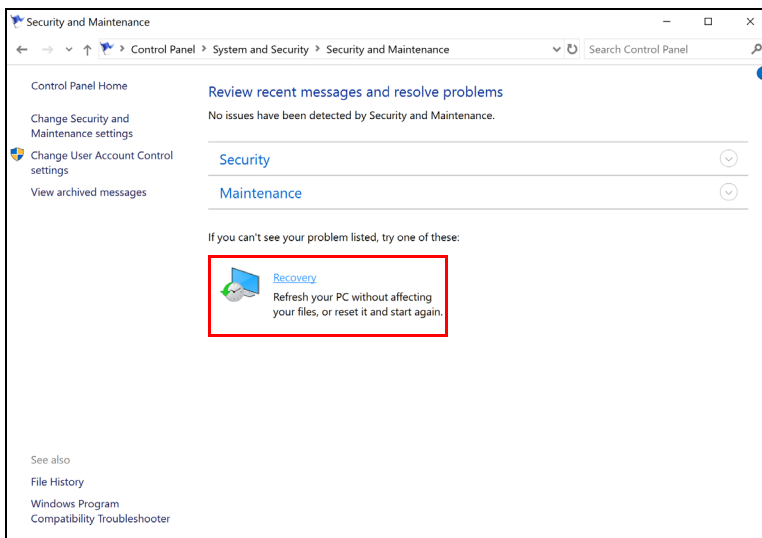 Security and Maintenance
Control Panel > System and Security > Security and Maintenance
Search Control Panel
Control Panel Home
Change Security and
Maintenance settings
Change User Account Control
settings
View archived messages
Review recent messages and resolve problems
No issues have been detected by Security and Maintenance.
Security
Maintenance
If you can't see your problem listed, try one of these:
Recovery
Refresh your PC without affecting
your files, or reset it and start again.
See also
File History
Windows Program
Compatibility Troubleshooter